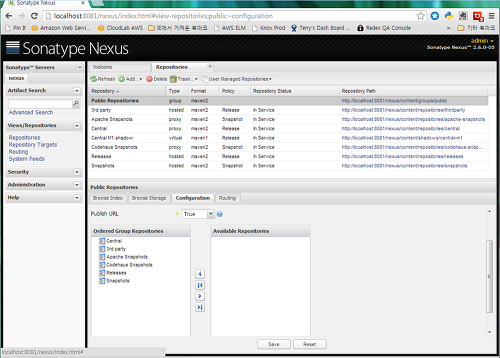 Sonatype Nexus
localhost:8081/nexus/index.html#view-repositories;public~configuration
Pin It
Amazon Web Servi...
CloudLab AWS
AWS ELM
Knox Prod
Terry's Dash Board ...
Redex QA Console
기타 북마크
Sonatype Nexus
admin
Sonatype Nexus™ 2.6.0-05
Sonatype™ Servers
nexus
Artifact Search
Advanced Search
Views/Repositories
Repositories
Repository Targets
Routing
System Feeds
Security
Administration
Help
Welcome
Repositories
Refresh
Add...
Delete
Trash...
User Managed Repositories
Repository
Type
Format
Policy
Repository Status
Repository Path
Public Repositories group maven2 http://localhost:8081/nexus/content/groups/public
3rd party hosted maven2 Release In Service http://localhost:8081/nexus/content/repositories/thirdparty
Apache Snapshots proxy maven2 Snapshot In Service http://localhost:8081/nexus/content/repositories/apache-snapshots
Central proxy maven2 Release In Service http://localhost:8081/nexus/content/repositories/central
Central M1 shadow virtual maven1 Release In Service http://localhost:8081/nexus/content/shadows/central-m1
Codehaus Snapshots proxy maven2 Snapshot In Service http://localhost:8081/nexus/content/repositories/codehaus-snap...
Releases hosted maven2 Release In Service http://localhost:8081/nexus/content/repositories/releases
Snapshots hosted maven2 Snapshot In Service http://localhost:8081/nexus/content/repositories/snapshots
Public Repositories
Browse Index
Browse Storage
Configuration
Routing
Publish URL
True
Ordered Group Repositories
Available Repositories
Central
3rd party
Apache Snapshots
Codehaus Snapshots
Releases
Snapshots
Save
Reset
localhost:8081/nexus/index.html#